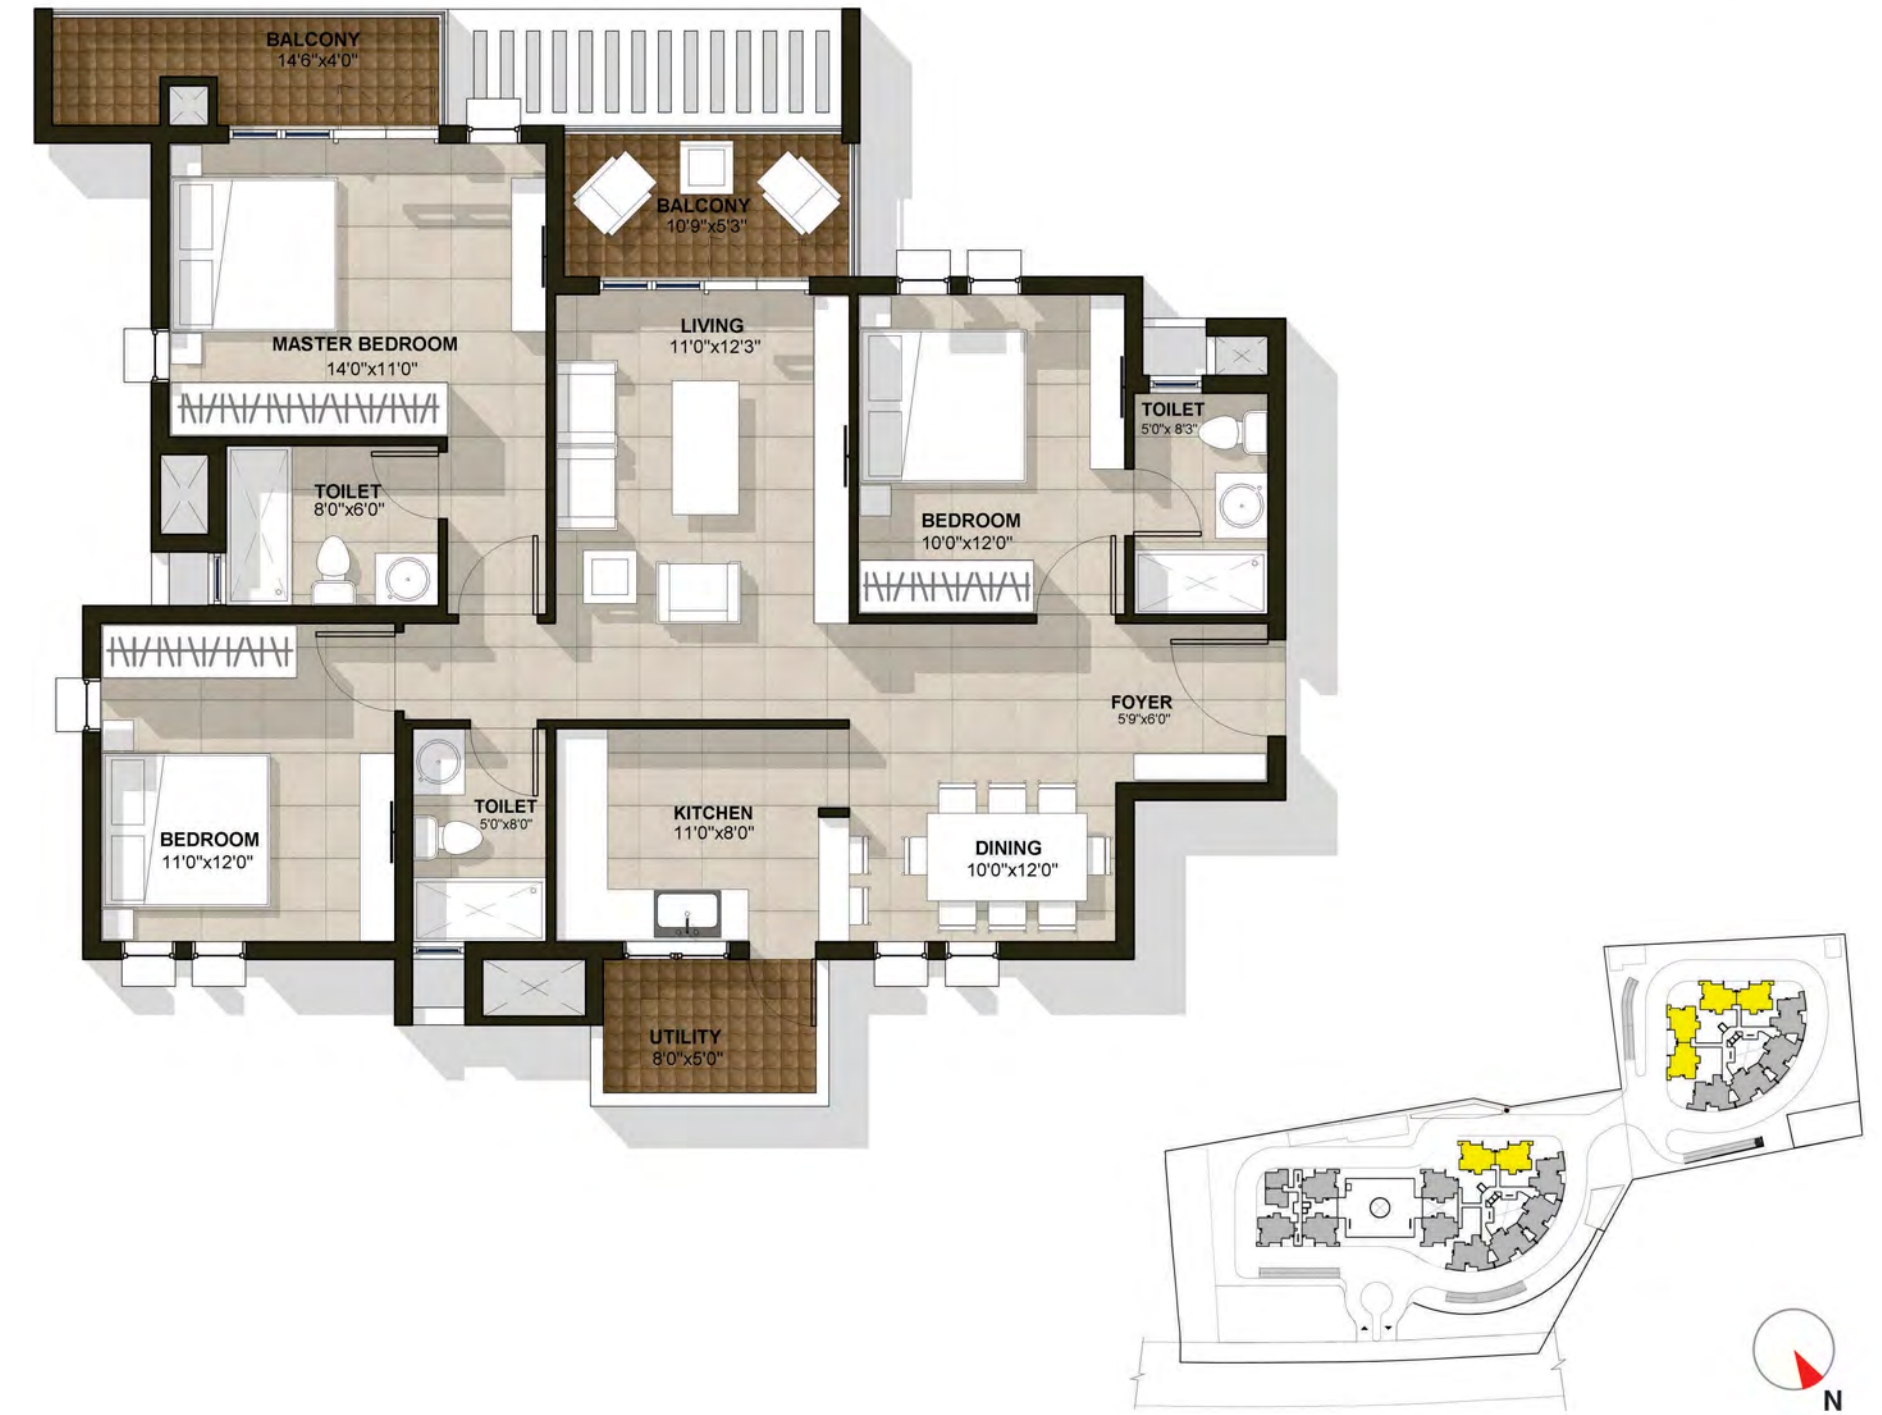 BALCONY
14'6"x4'0"
BALCONY
10'9"x5'3"
MASTER BEDROOM
14'0"x11'0"
LIVING
11'0"x12'3"
TOILET
5'0"x 8'3"
TOILET
8'0"x6'0"
BEDROOM
10'0"x12'0"
FOYER
5'9"x6'0"
TOILET
5'0"x8'0"
KITCHEN
11'0"x8'0"
BEDROOM
11'0"x12'0"
DINING
10'0"x12'0"
UTILITY
8'0"x5'0"
N